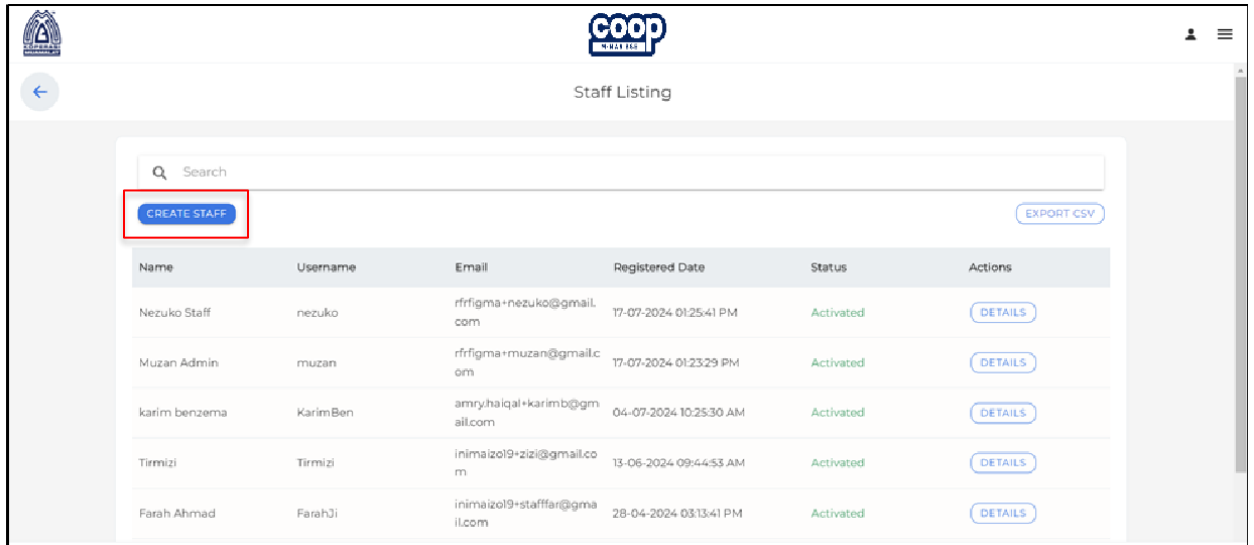 KOPERASI
coop
MANAGE
Staff Listing
Search
CREATE STAFF
EXPORT CSV
Name Username Email Registered Date Status Actions
Nezuko Staff nezuko rfrfigma+nezuko@gmail. 17-07-2024 01:25:41 PM Activated DETAILS
com
Muzan Admin muzan rfrfigma+muzan@gmail.c 17-07-2024 01:23:29 PM Activated DETAILS
om
karim benzema KarimBen amry.haiqal+karimb@gm 04-07-2024 10:25:30 AM Activated DETAILS
ail.com
Tirmizi Tirmizi inimaizo19+zizi@gmail.co 13-06-2024 09:44:53 AM Activated DETAILS
m
Farah Ahmad FarahJi inimaizo19+stafffar@gma 28-04-2024 03:13:41 PM Activated DETAILS
il.com